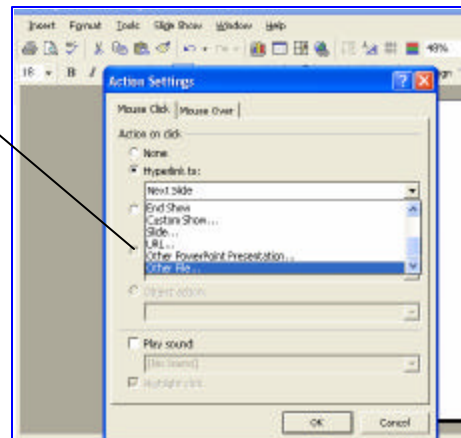 Insert Format Tools Slide Show Window Help
49%
18 B I
Action Settings
Mouse Click Mouse Over
Action on click
None
Hyperlink to:
Next Slide
End Show
Custom Show...
Slide...
URL...
Other PowerPoint Presentation...
Other File...
Object action:
Play sound:
[No Sound]
Highlight click
OK Cancel